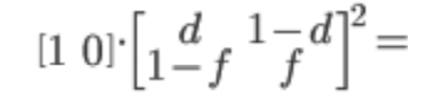 [1 0]·[d 1−d
1−f f]² =